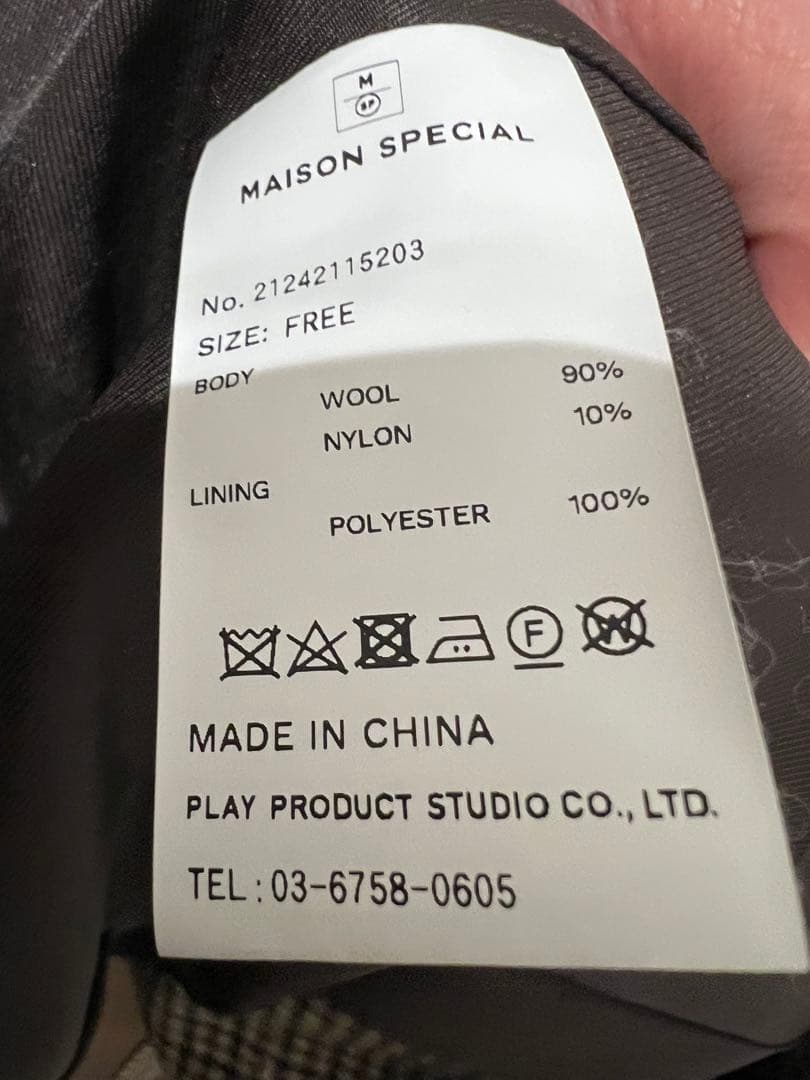 M
SP
MAISON SPECIAL
No. 21242115203
SIZE: FREE
BODY
WOOL 90%
NYLON 10%
LINING
POLYESTER 100%
F W
MADE IN CHINA
PLAY PRODUCT STUDIO CO., LTD.
TEL:03-6758-0605